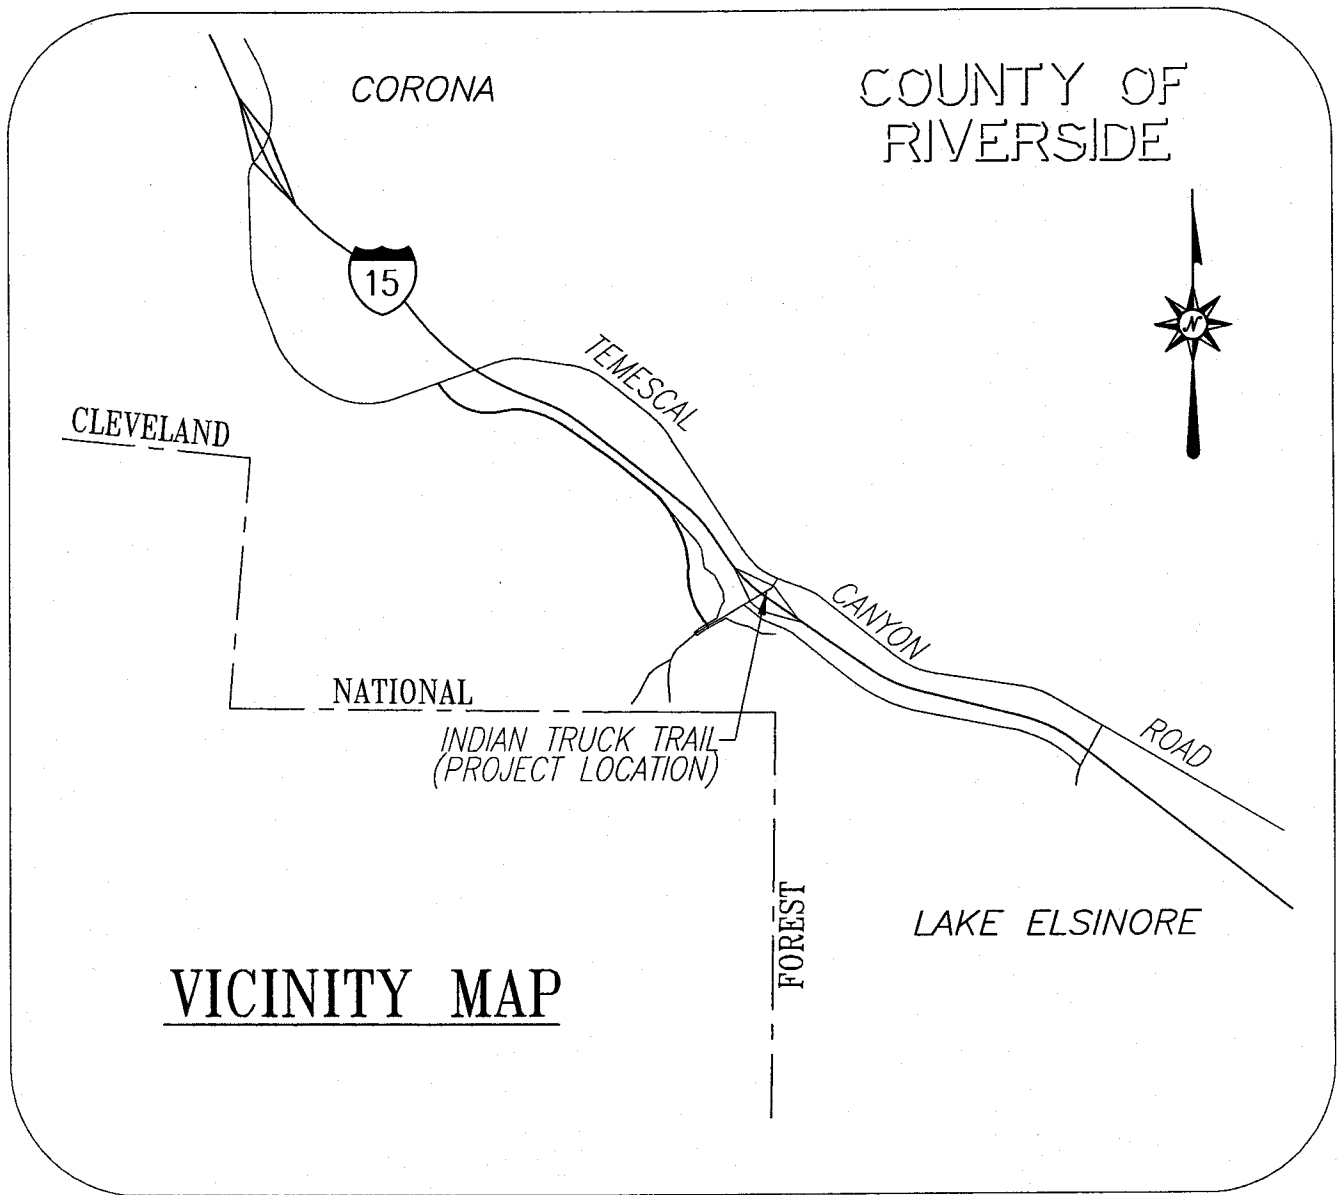 CORONA
COUNTY OF
RIVERSIDE
15
N
TEMESCAL
CLEVELAND
CANYON
NATIONAL
INDIAN TRUCK TRAIL
(PROJECT LOCATION)
ROAD
FOREST
LAKE ELSINORE
VICINITY MAP